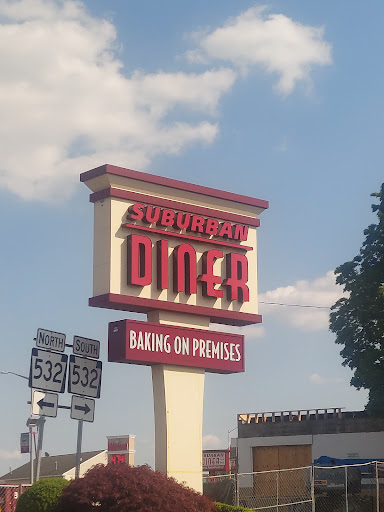 SUBURBAN
DINER
BAKING ON PREMISES
NORTH
SOUTH
532
532